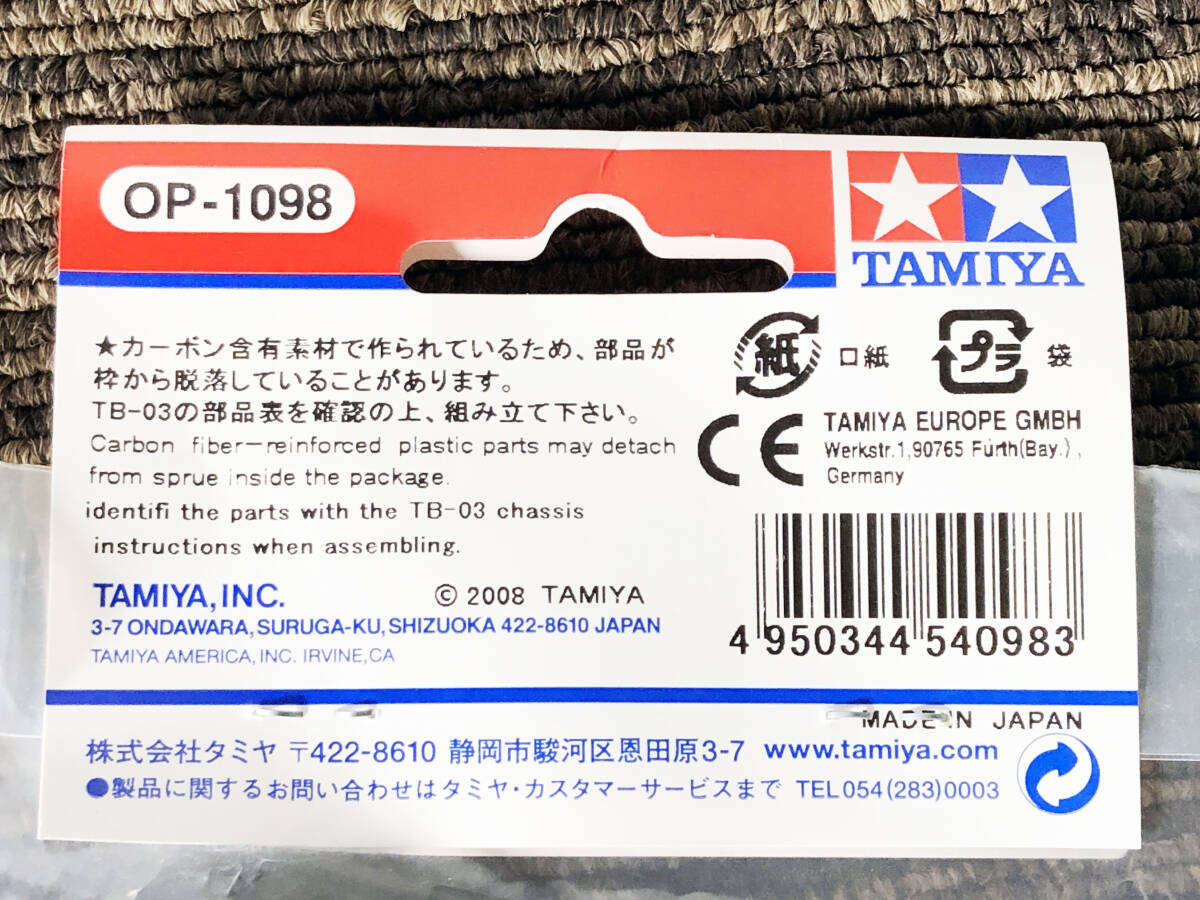 OP-1098
TAMIYA
★カーボン含有素材で作られているため、部品が
枠から脱落していることがあります。
TB-03の部品表を確認の上、組み立て下さい。
Carbon fiber-reinforced plastic parts may detach
from sprue inside the package.
identifi the parts with the TB-03 chassis
instructions when assembling.
紙 口紙
プラ 袋
CE
TAMIYA EUROPE GMBH
Werkstr.1,90765 Fürth(Bay.),
Germany
TAMIYA,INC. © 2008 TAMIYA
3-7 ONDAWARA, SURUGA-KU, SHIZUOKA 422-8610 JAPAN
TAMIYA AMERICA, INC. IRVINE, CA
4 950344 540983
MADE IN JAPAN
株式会社タミヤ 〒422-8610 静岡市駿河区恩田原3-7 www.tamiya.com
●製品に関するお問い合わせはタミヤ・カスタマーサービスまで TEL 054(283)0003